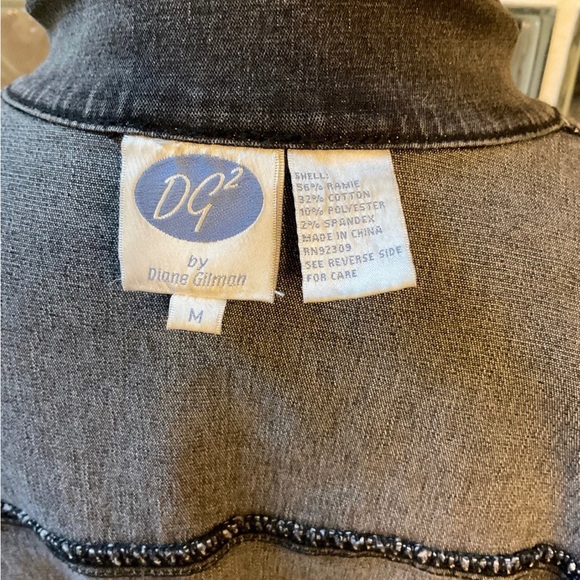 DG2
by
Diane Gilman
M
SHELL:
56% RAMIE
32% COTTON
10% POLYESTER
2% SPANDEX
MADE IN CHINA
RN92309
SEE REVERSE SIDE
FOR CARE